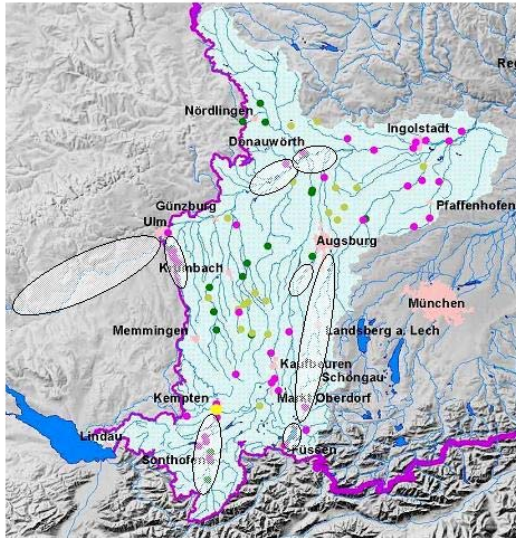 Reg
Nördlingen
Ingolstadt
Donauwörth
Günzburg
Pfaffenhofen
Ulm
Augsburg
Krumbach
München
Memmingen
Landsberg a. Lech
Kaufbeuren
Schongau
Kempten
Markt Oberdorf
Lindau
Füssen
Sonthofen